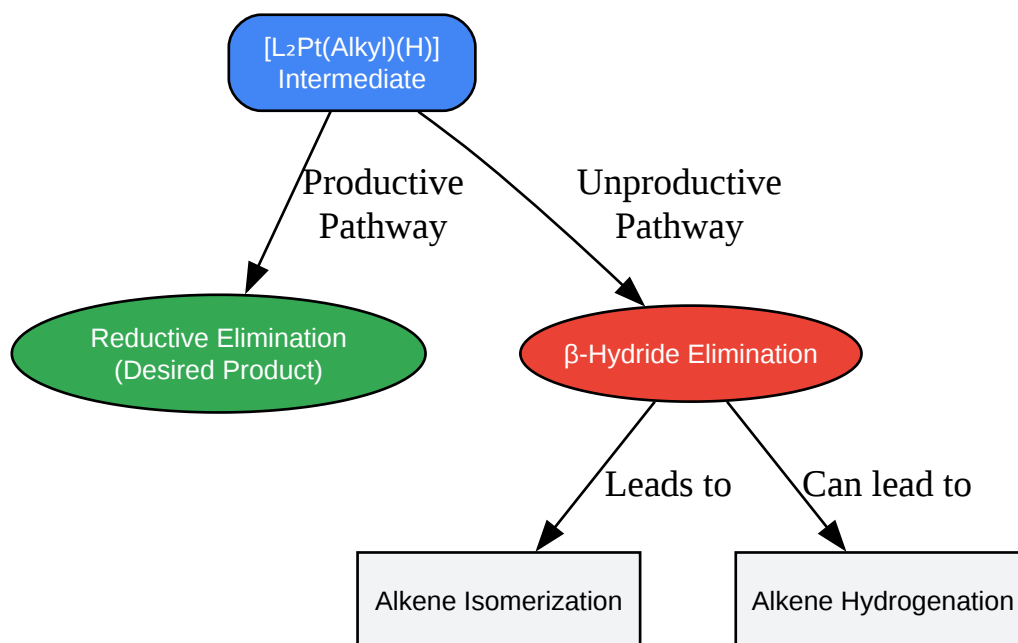 [L₂Pt(Alkyl)(H)]
Intermediate
Productive
Pathway
Unproductive
Pathway
Reductive Elimination
(Desired Product)
β-Hydride Elimination
Leads to
Can lead to
Alkene Isomerization
Alkene Hydrogenation